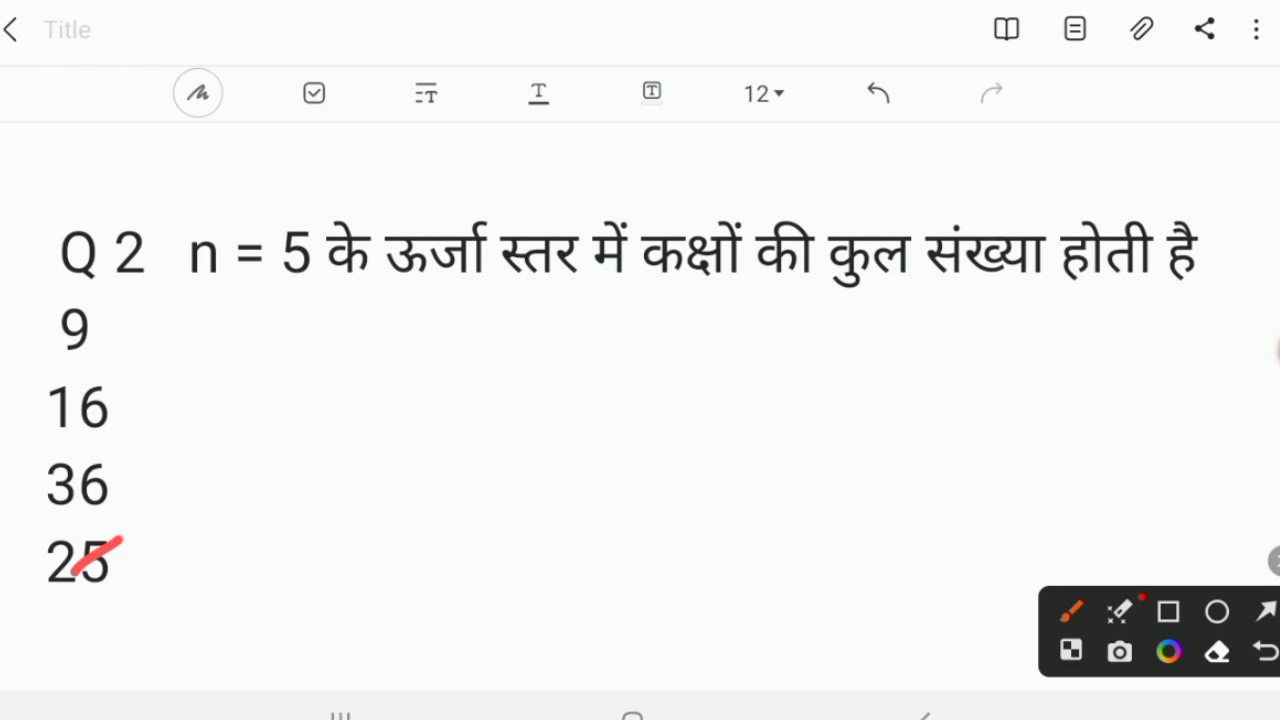 Title
12
Q 2 n = 5 के ऊर्जा स्तर में कक्षों की कुल संख्या होती है
9
16
36
25